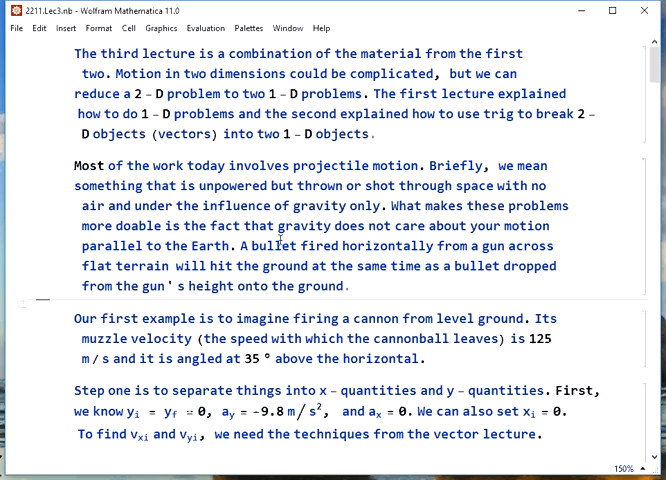 2211.Lec3.nb - Wolfram Mathematica 11.0
File Edit Insert Format Cell Graphics Evaluation Palettes Window Help
The third lecture is a combination of the material from the first
two. Motion in two dimensions could be complicated, but we can
reduce a 2 – D problem to two 1 – D problems. The first lecture explained
how to do 1 – D problems and the second explained how to use trig to break 2 –
D objects (vectors) into two 1 – D objects.
Most of the work today involves projectile motion. Briefly, we mean
something that is unpowered but thrown or shot through space with no
air and under the influence of gravity only. What makes these problems
more doable is the fact that gravity does not care about your motion
parallel to the Earth. A bullet fired horizontally from a gun across
flat terrain will hit the ground at the same time as a bullet dropped
from the gun ' s height onto the ground.
Our first example is to imagine firing a cannon from level ground. Its
muzzle velocity (the speed with which the cannonball leaves) is 125
m / s and it is angled at 35 ° above the horizontal.
Step one is to separate things into x – quantities and y – quantities. First,
we know yᵢ = y_f = 0, a_y = –9.8 m / s², and aₓ = 0. We can also set xᵢ = 0.
To find vₓᵢ and v_yi, we need the techniques from the vector lecture.
150%